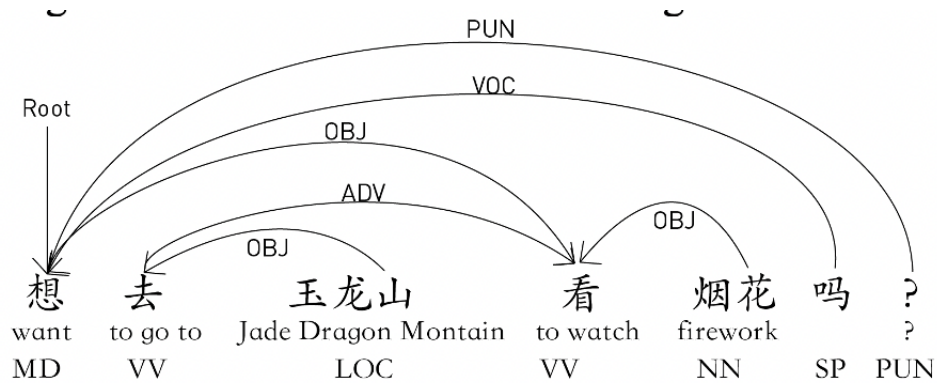 PUN
VOC
Root
OBJ
ADV
OBJ
OBJ
想 去 玉龙山 看 烟花 吗 ?
want to go to Jade Dragon Montain to watch firework ?
MD VV LOC VV NN SP PUN